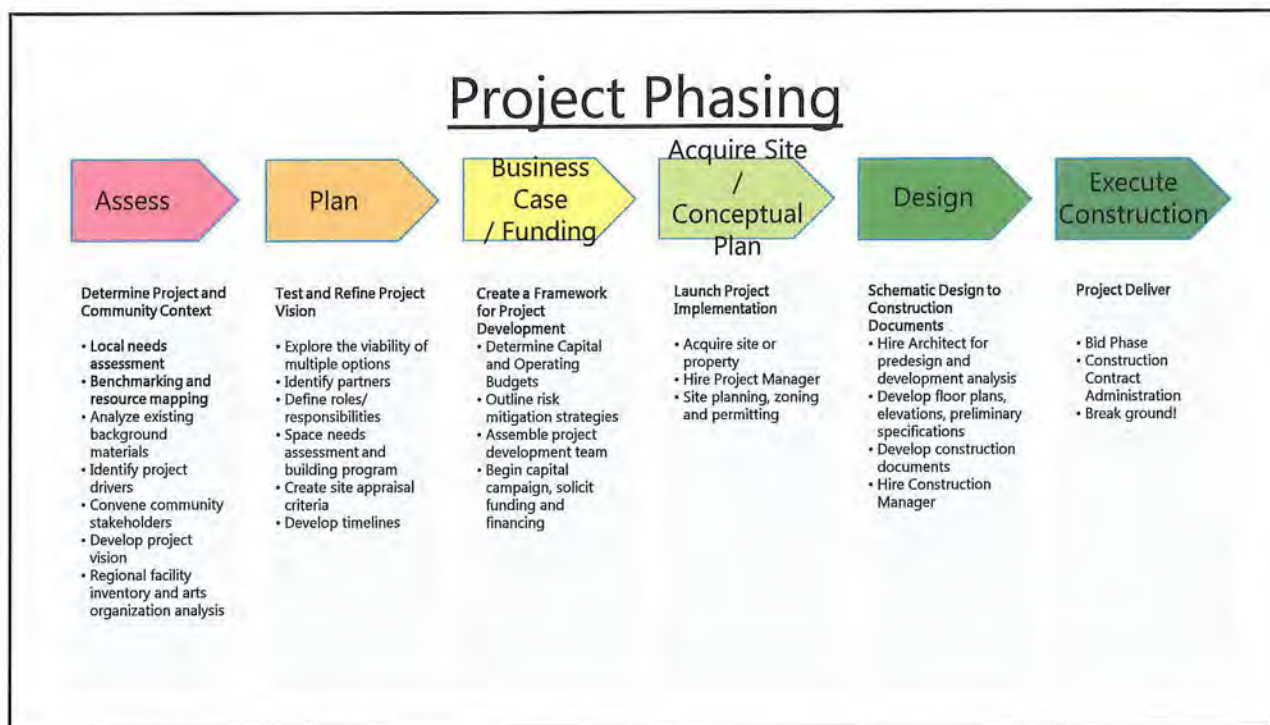 Project Phasing
Assess
Plan
Business
Case
/ Funding
Acquire Site
/
Conceptual
Plan
Design
Execute
Construction
Determine Project and
Community Context
• Local needs
assessment
• Benchmarking and
resource mapping
• Analyze existing
background
materials
• Identify project
drivers
• Convene community
stakeholders
• Develop project
vision
• Regional facility
inventory and arts
organization analysis
Test and Refine Project
Vision
• Explore the viability of
multiple options
• Identify partners
• Define roles/
responsibilities
• Space needs
assessment and
building program
• Create site appraisal
criteria
• Develop timelines
Create a Framework
for Project
Development
• Determine Capital
and Operating
Budgets
• Outline risk
mitigation strategies
• Assemble project
development team
• Begin capital
campaign, solicit
funding and
financing
Launch Project
Implementation
• Acquire site or
property
• Hire Project Manager
• Site planning, zoning
and permitting
Schematic Design to
Construction
Documents
• Hire Architect for
predesign and
development analysis
• Develop floor plans,
elevations, preliminary
specifications
• Develop construction
documents
• Hire Construction
Manager
Project Deliver
• Bid Phase
• Construction
Contract
Administration
• Break ground!